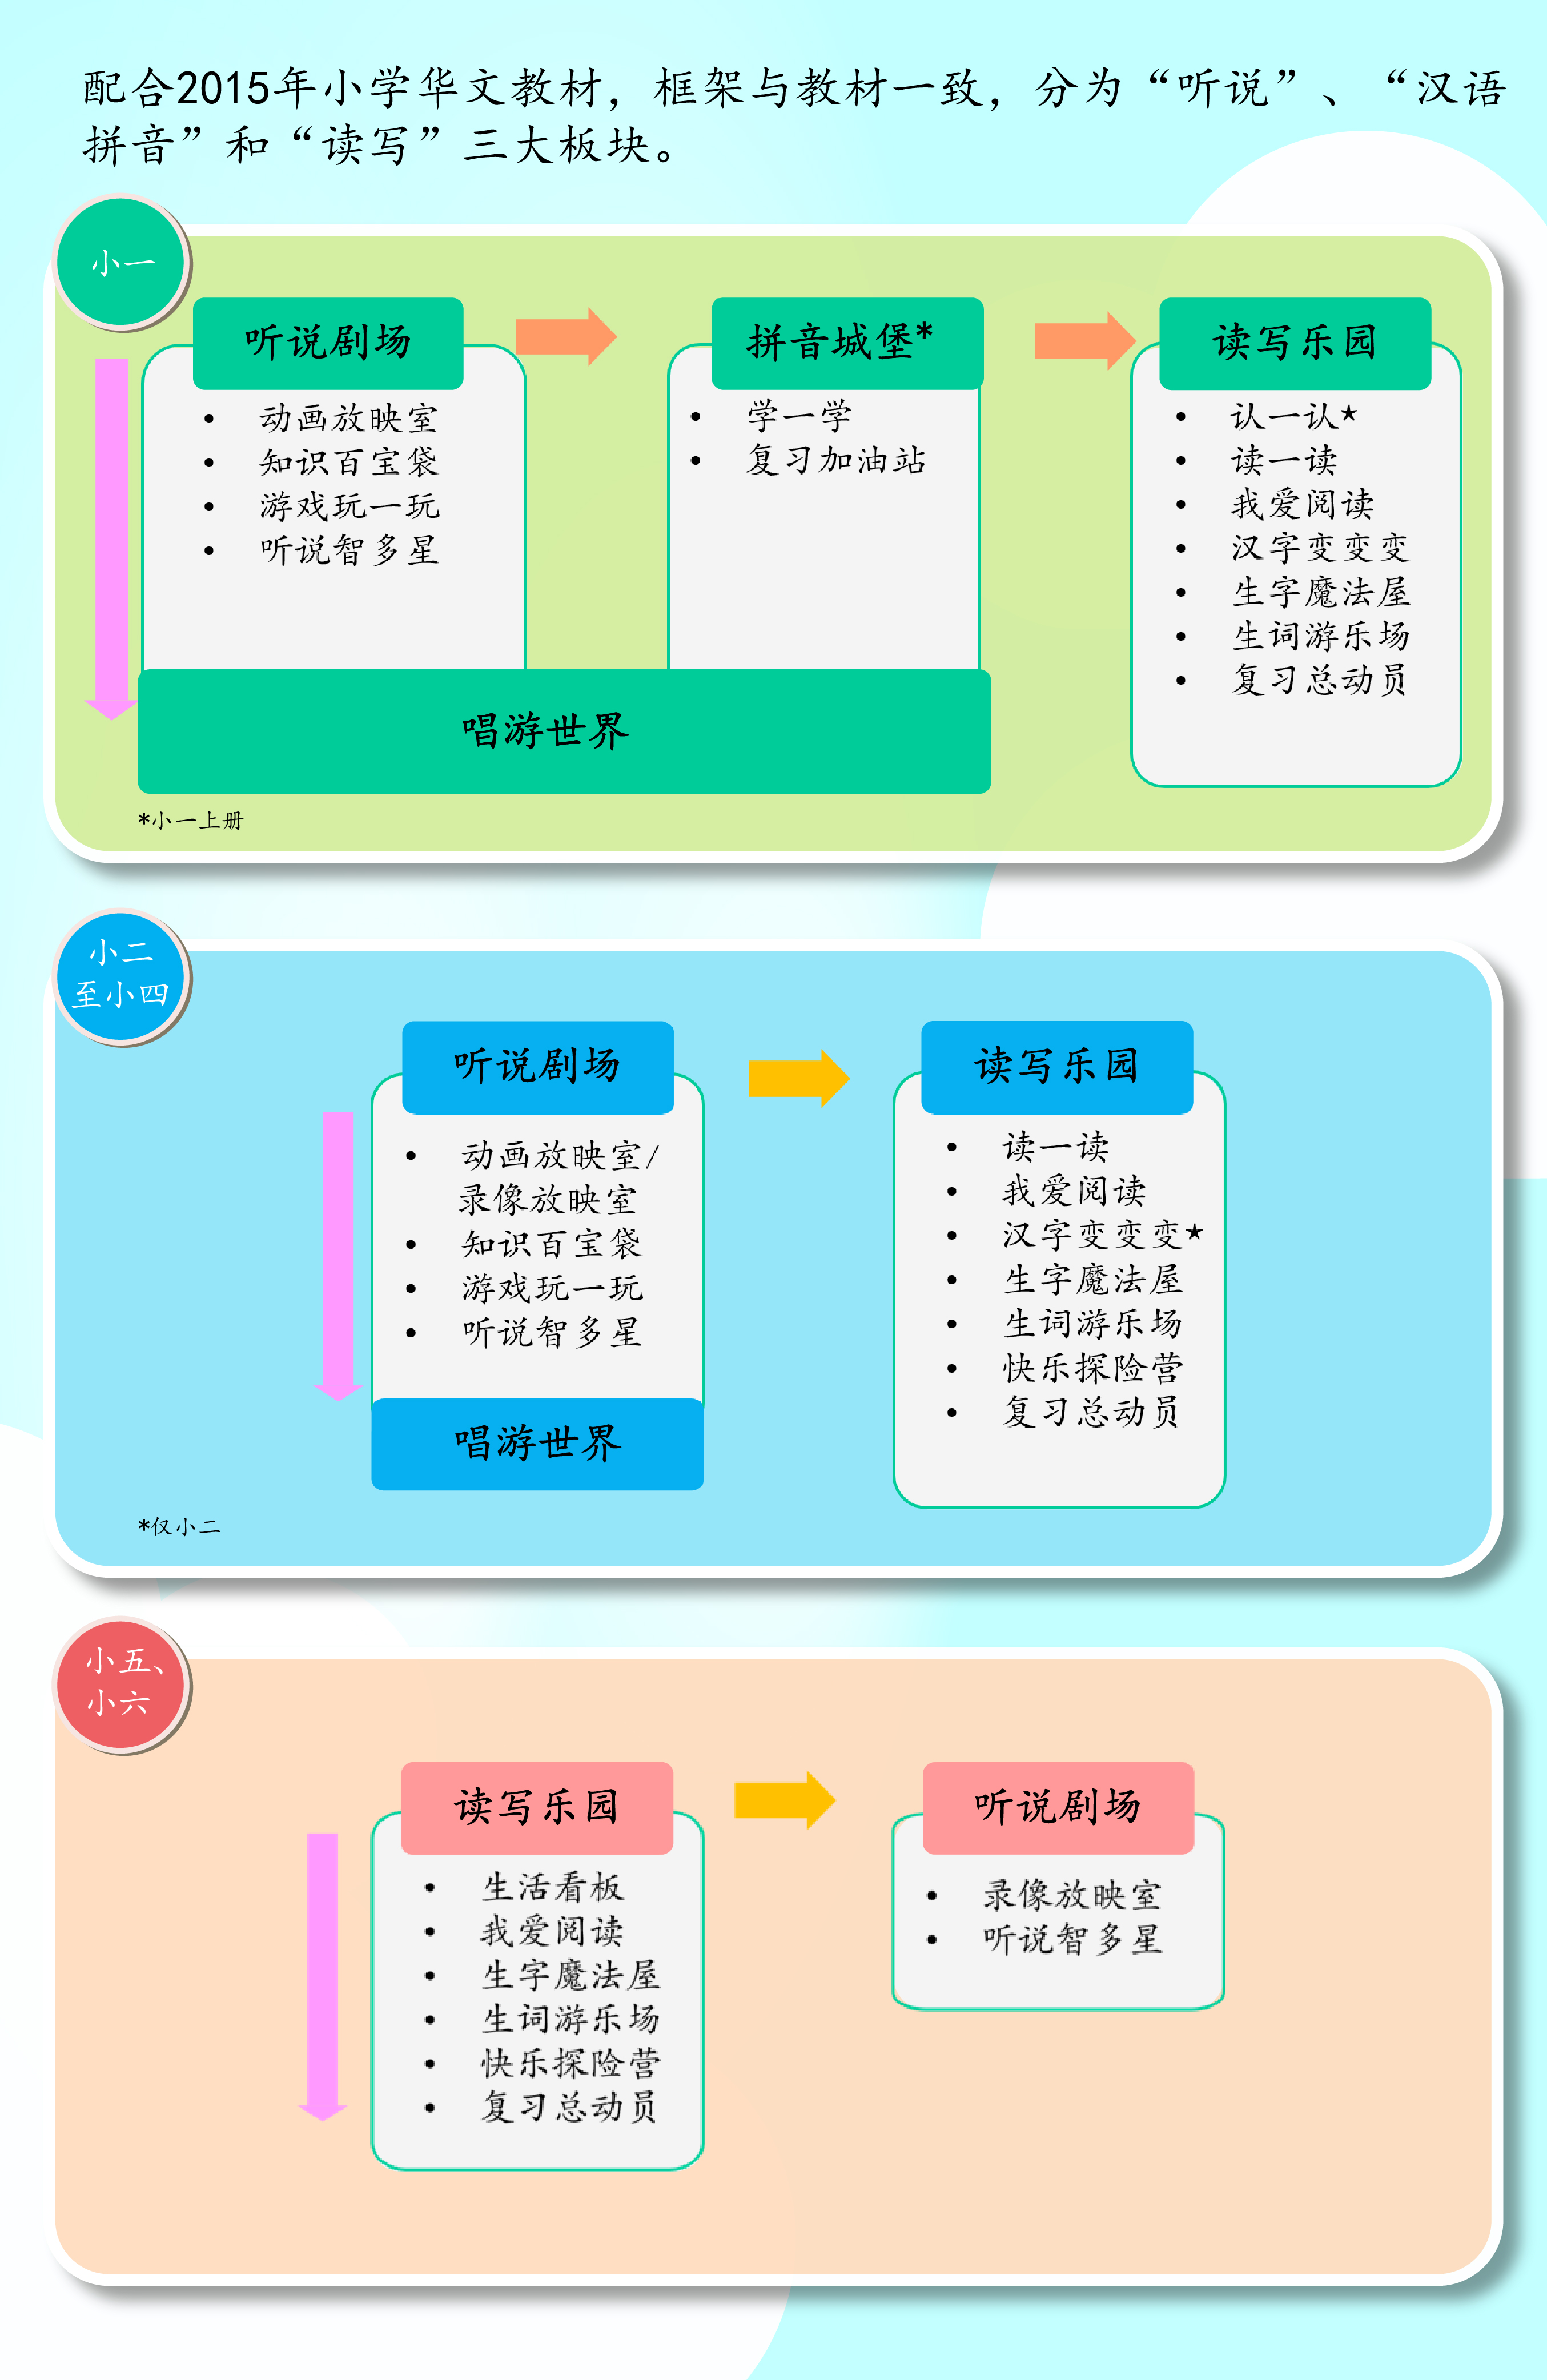 配合2015年小学华文教材，框架与教材一致，分为“听说”、“汉语
拼音”和“读写”三大板块。
小一
听说剧场
• 动画放映室
• 知识百宝袋
• 游戏玩一玩
• 听说智多星
拼音城堡*
• 学一学
• 复习加油站
唱游世界
读写乐园
• 认一认★
• 读一读
• 我爱阅读
• 汉字变变变
• 生字魔法屋
• 生词游乐场
• 复习总动员
*小一上册
小二
至小四
听说剧场
• 动画放映室/
录像放映室
• 知识百宝袋
• 游戏玩一玩
• 听说智多星
唱游世界
读写乐园
• 读一读
• 我爱阅读
• 汉字变变变★
• 生字魔法屋
• 生词游乐场
• 快乐探险营
• 复习总动员
*仅小二
小五、
小六
读写乐园
• 生活看板
• 我爱阅读
• 生字魔法屋
• 生词游乐场
• 快乐探险营
• 复习总动员
听说剧场
• 录像放映室
• 听说智多星